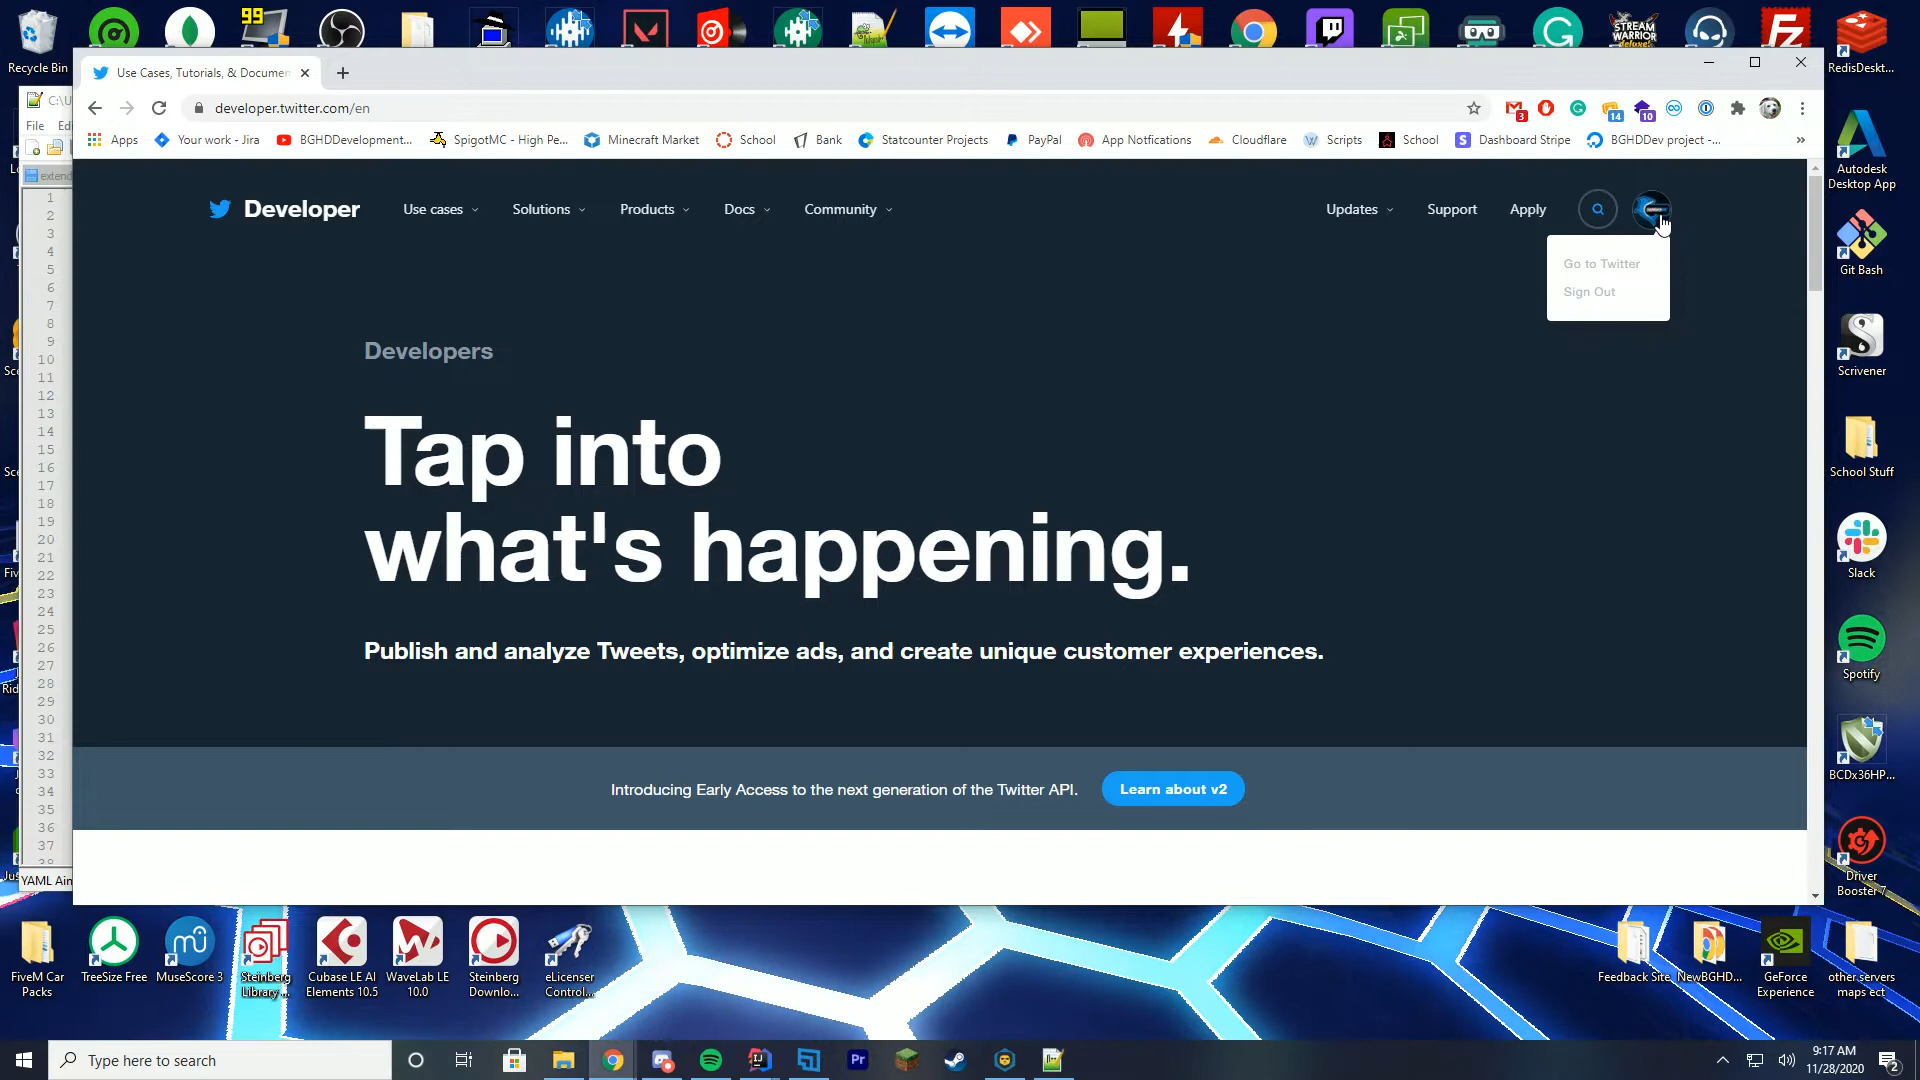 99
Recycle Bin
RedisDeskt...
Use Cases, Tutorials, & Documen
developer.twitter.com/en
3
14
10
Apps
Your work - Jira
BGHDDevelopment...
SpigotMC - High Pe...
Minecraft Market
School
Bank
Statcounter Projects
PayPal
App Notfications
Cloudflare
Scripts
School
Dashboard Stripe
BGHDDev project -...
»
C:\U
File
extend
1
2
3
4
5
6
7
8
9
10
11
12
13
14
15
16
17
18
19
20
21
22
23
24
25
26
27
28
29
30
31
32
33
34
35
36
37
YAML Ain
Developer
Use cases
Solutions
Products
Docs
Community
Updates
Support
Apply
Go to Twitter
Sign Out
Developers
Tap into
what's happening.
Publish and analyze Tweets, optimize ads, and create unique customer experiences.
Introducing Early Access to the next generation of the Twitter API.
Learn about v2
Autodesk
Desktop App
Git Bash
Scrivener
School Stuff
Slack
Spotify
BCDx36HP...
Driver
Booster 7
FiveM Car
Packs
TreeSize Free
MuseScore 3
Steinberg
Library ...
Cubase LE AI
Elements 10.5
WaveLab LE
10.0
Steinberg
Downlo...
eLicenser
Control...
Feedback Site
NewBGHD...
GeForce
Experience
other servers
maps ect
Type here to search
9:17 AM
11/28/2020
2